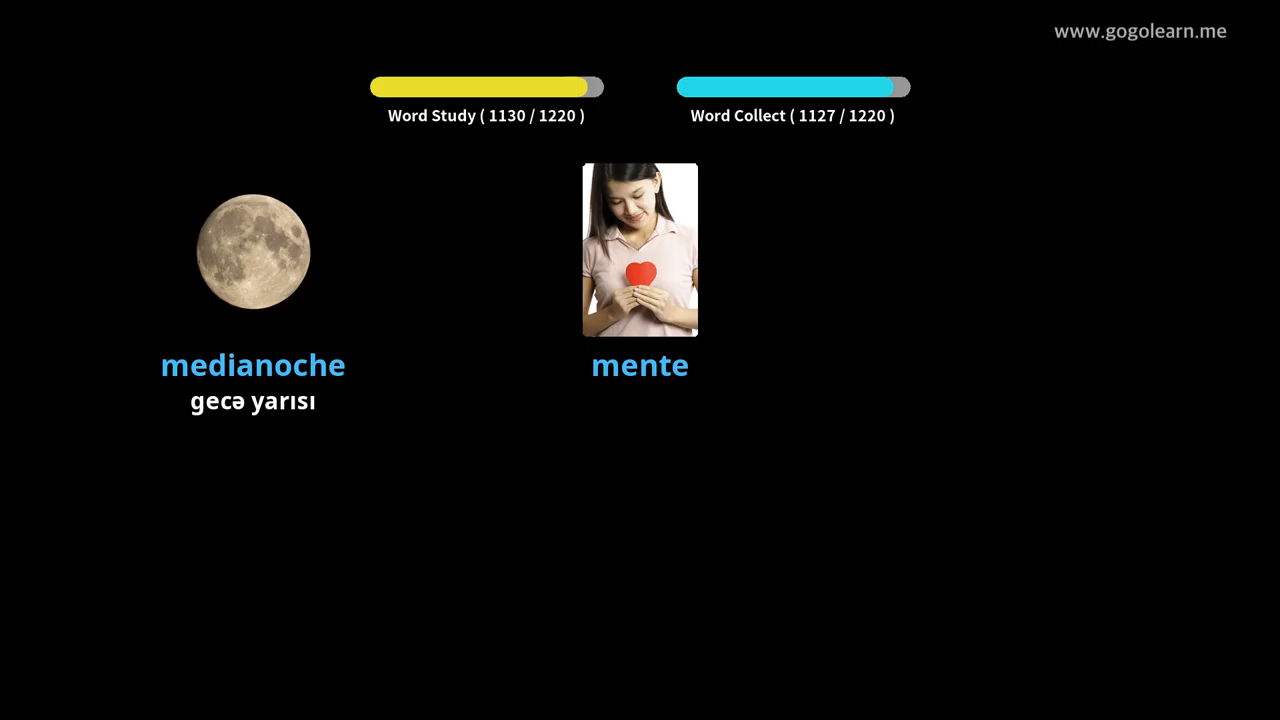 www.gogolearn.me
Word Study ( 1130 / 1220 )
Word Collect ( 1127 / 1220 )
medianoche
gecə yarısı
mente